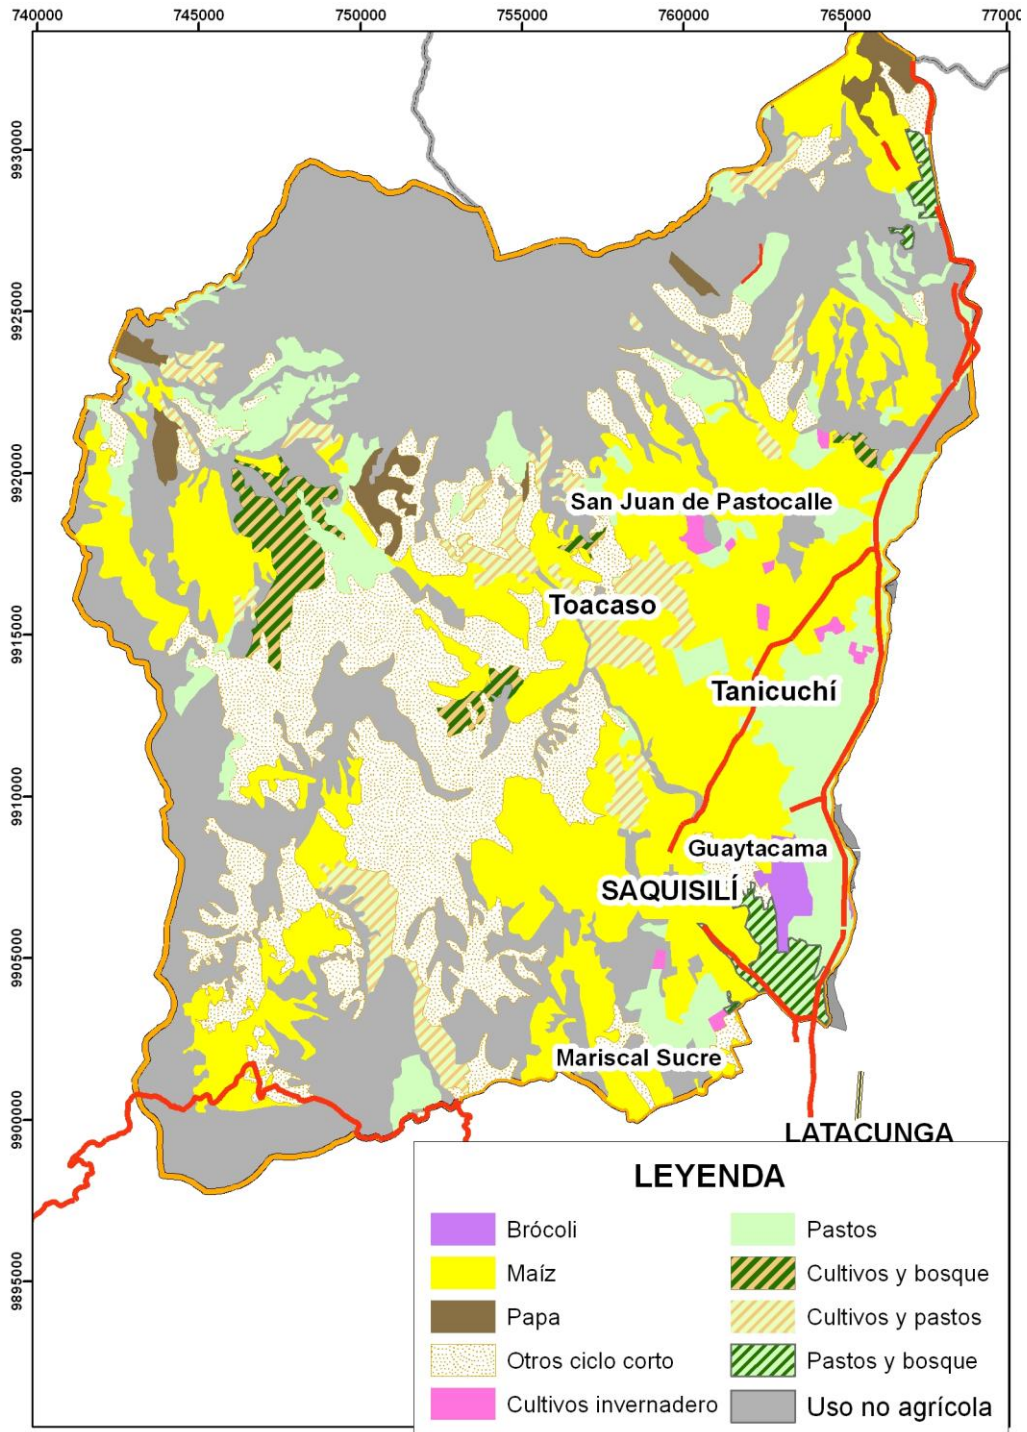 740000 745000 750000 755000 760000 765000 77000
9930000
9925000
9920000
9915000
9910000
9905000
9900000
9895000
San Juan de Pastocalle
Toacaso
Tanicuchí
Guaytacama
SAQUISILÍ
Mariscal Sucre
LATACUNGA
LEYENDA
Brócoli
Maíz
Papa
Otros ciclo corto
Cultivos invernadero
Pastos
Cultivos y bosque
Cultivos y pastos
Pastos y bosque
Uso no agrícola